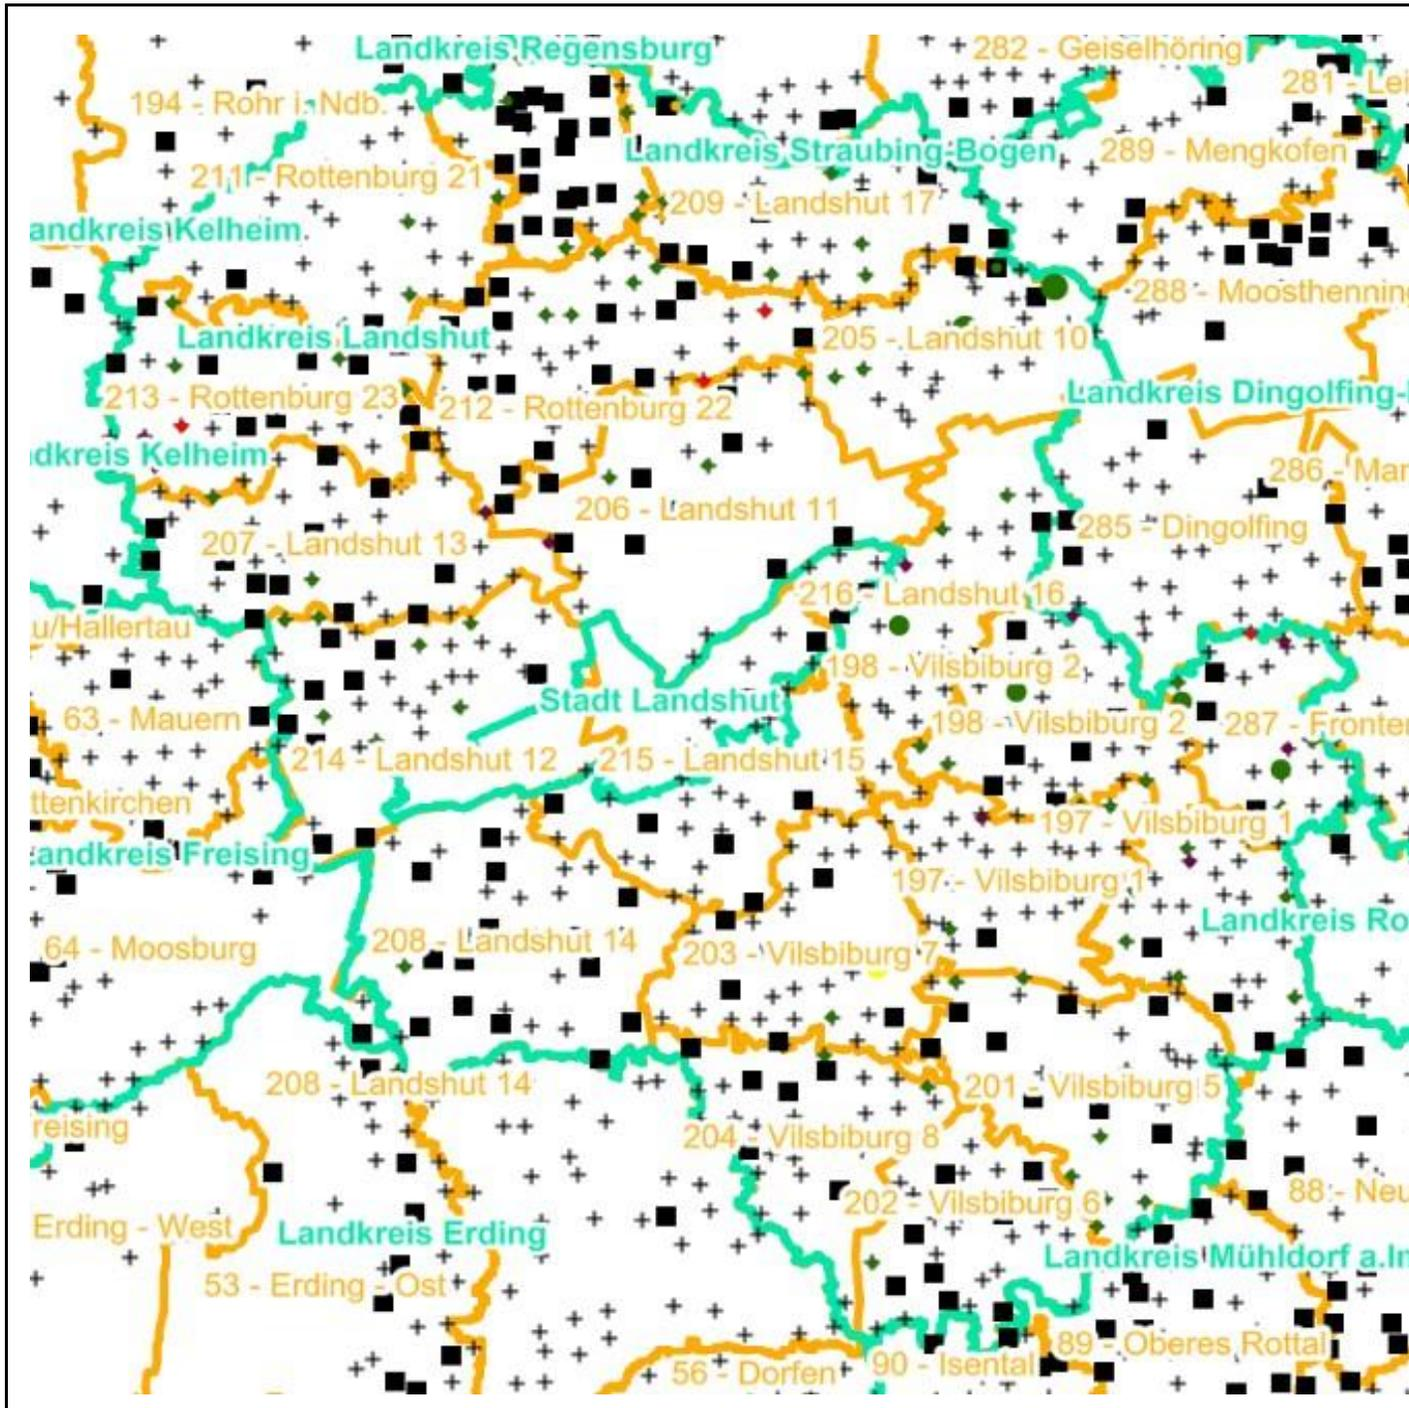 Landkreis Regensburg
282 - Geiselhöring
281 - Lei
194 - Rohr i. Ndb.
Landkreis Straubing-Bogen
289 - Mengkofen
211 - Rottenburg 21
209 - Landshut 17
andkreis Kelheim
288 - Moosthenning
Landkreis Landshut
205 - Landshut 10
Landkreis Dingolfing-
213 - Rottenburg 23
212 - Rottenburg 22
dkreis Kelheim
286 - Mar
206 - Landshut 11
285 - Dingolfing
207 - Landshut 13
216 - Landshut 16
u/Hallertau
198 - Vilsbiburg 2
Stadt Landshut
63 - Mauern
198 - Vilsbiburg 2
287 - Fronten
214 - Landshut 12
215 - Landshut 15
ttenkirchen
197 - Vilsbiburg 1
Landkreis Freising
197 - Vilsbiburg 1
Landkreis Ro
64 - Moosburg
208 - Landshut 14
203 - Vilsbiburg 7
208 - Landshut 14
201 - Vilsbiburg 5
reising
204 - Vilsbiburg 8
88 - Neu
202 - Vilsbiburg 6
Erding - West
Landkreis Erding
Landkreis Mühldorf a.In
53 - Erding - Ost
89 - Oberes Rottal
56 - Dorfen
90 - Isental